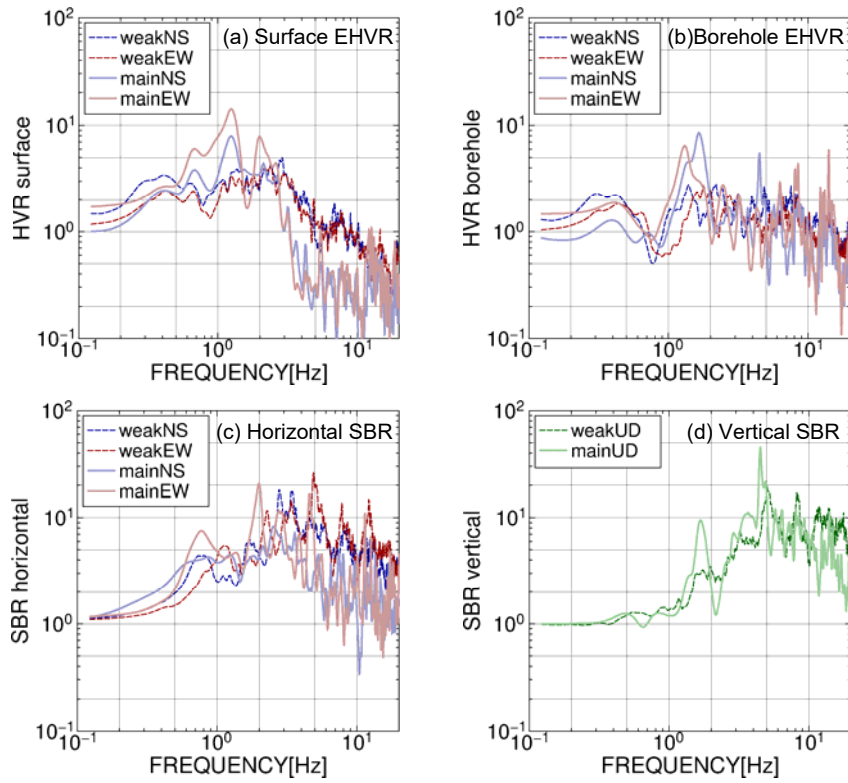 (a) Surface EHVR
weakNS
weakEW
mainNS
mainEW
HVR surface
10²
10¹
10⁰
10⁻¹
10⁻¹ 10⁰ 10¹
FREQUENCY[Hz]
(b)Borehole EHVR
weakNS
weakEW
mainNS
mainEW
HVR borehole
10²
10¹
10⁰
10⁻¹
10⁻¹ 10⁰ 10¹
FREQUENCY[Hz]
(c) Horizontal SBR
weakNS
weakEW
mainNS
mainEW
SBR horizontal
10²
10¹
10⁰
10⁻¹
10⁻¹ 10⁰ 10¹
FREQUENCY[Hz]
(d) Vertical SBR
weakUD
mainUD
SBR vertical
10²
10¹
10⁰
10⁻¹
10⁻¹ 10⁰ 10¹
FREQUENCY[Hz]